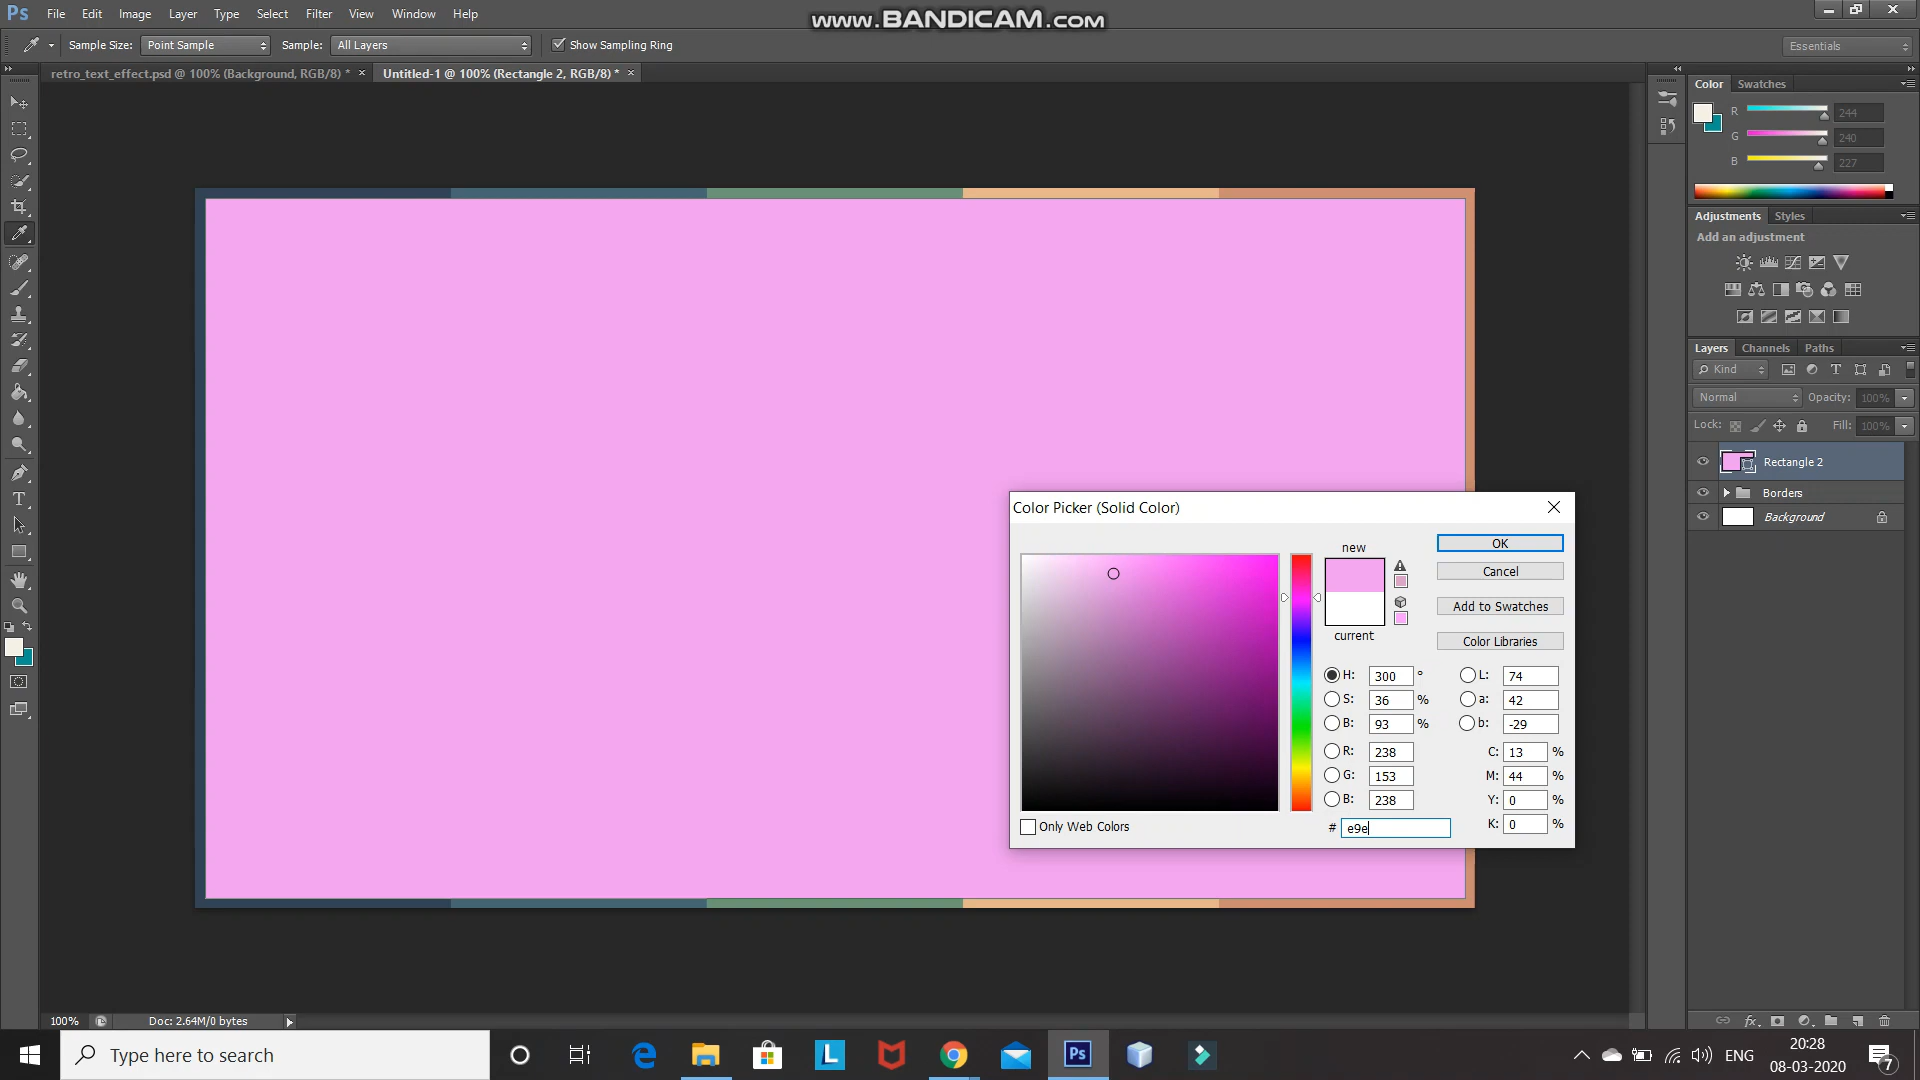 Ps File Edit Image Layer Type Select Filter View Window Help
www.BANDICAM.com
Sample Size: Point Sample Sample: All Layers Show Sampling Ring
Essentials
retro_text_effect.psd @ 100% (Background, RGB/8) * ×
Untitled-1 @ 100% (Rectangle 2, RGB/8) * ×
Color Swatches
R 244
G 240
B 227
Adjustments Styles
Add an adjustment
Layers Channels Paths
Kind
Normal Opacity: 100%
Lock: Fill: 100%
Rectangle 2
Borders
Background
Color Picker (Solid Color)
new
current
OK
Cancel
Add to Swatches
Color Libraries
H: 300 °
S: 36 %
B: 93 %
R: 238
G: 153
B: 238
# e9e
L: 74
a: 42
b: -29
C: 13 %
M: 44 %
Y: 0 %
K: 0 %
Only Web Colors
100% Doc: 2.64M/0 bytes
Type here to search
L
Ps
ENG
20:28
08-03-2020
7